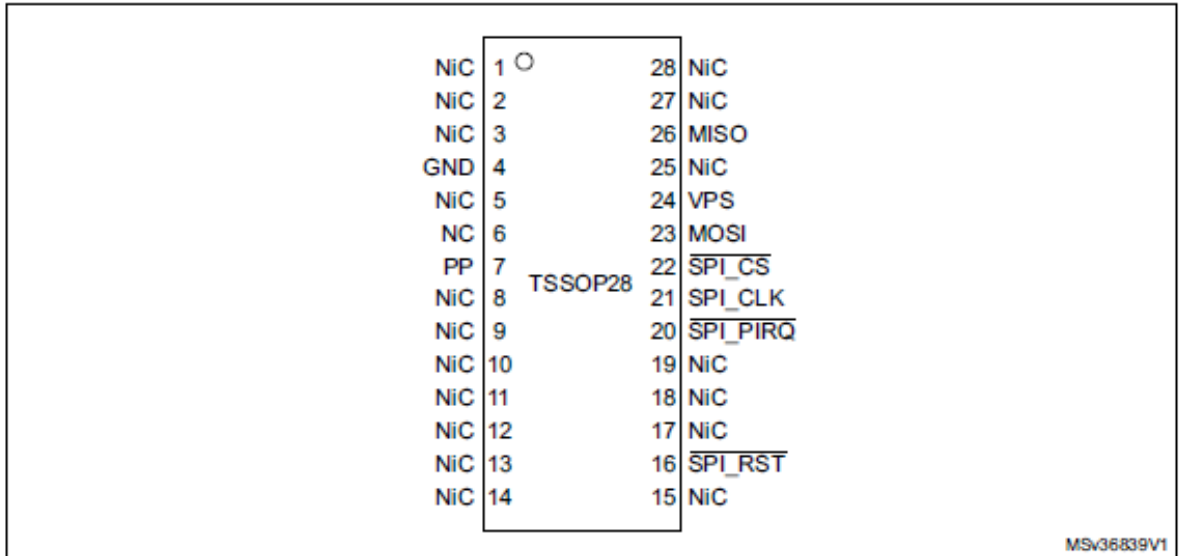 NiC 1 28 NiC
NiC 2 27 NiC
NiC 3 26 MISO
GND 4 25 NiC
NiC 5 24 VPS
NC 6 23 MOSI
PP 7 22 SPI_CS
TSSOP28
NiC 8 21 SPI_CLK
NiC 9 20 SPI_PIRQ
NiC 10 19 NiC
NiC 11 18 NiC
NiC 12 17 NiC
NiC 13 16 SPI_RST
NiC 14 15 NiC
MSv36839V1